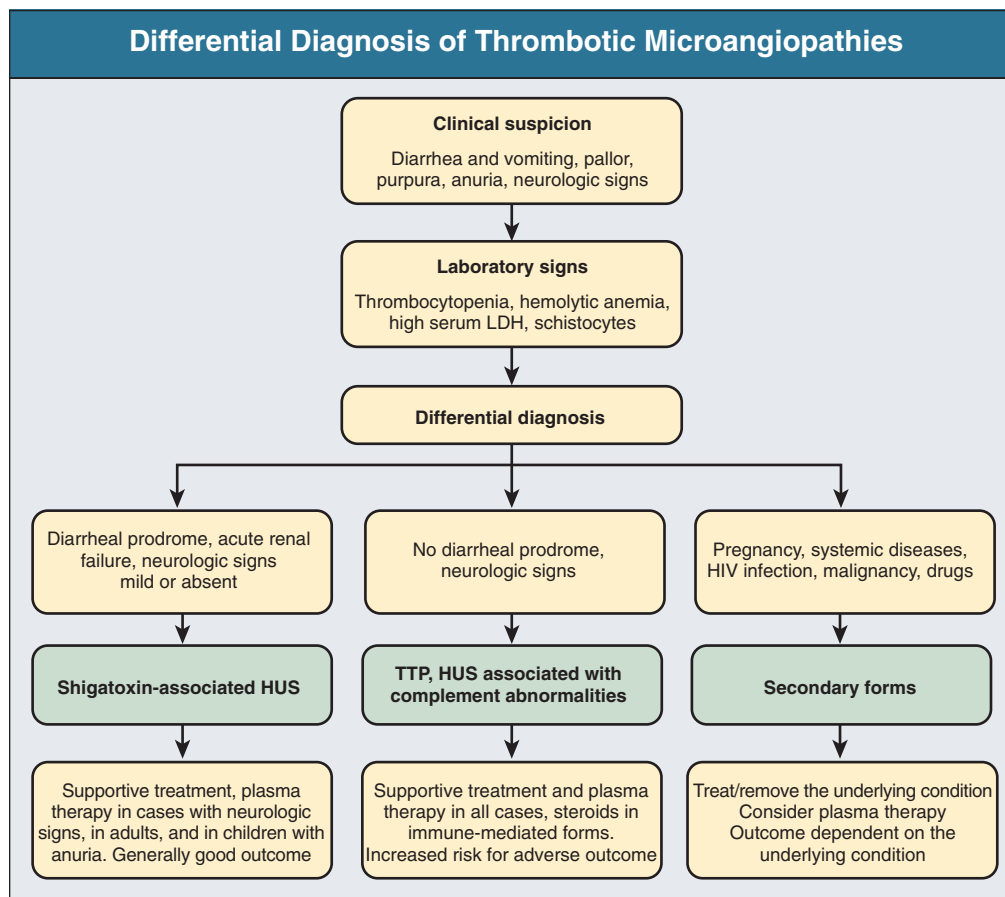 Differential Diagnosis of Thrombotic Microangiopathies
Clinical suspicion
Diarrhea and vomiting, pallor,
purpura, anuria, neurologic signs
Laboratory signs
Thrombocytopenia, hemolytic anemia,
high serum LDH, schistocytes
Differential diagnosis
Diarrheal prodrome, acute renal
failure, neurologic signs
mild or absent
No diarrheal prodrome,
neurologic signs
Pregnancy, systemic diseases,
HIV infection, malignancy, drugs
Shigatoxin-associated HUS
TTP, HUS associated with
complement abnormalities
Secondary forms
Supportive treatment, plasma
therapy in cases with neurologic
signs, in adults, and in children with
anuria. Generally good outcome
Supportive treatment and plasma
therapy in all cases, steroids in
immune-mediated forms.
Increased risk for adverse outcome
Treat/remove the underlying condition
Consider plasma therapy
Outcome dependent on the
underlying condition